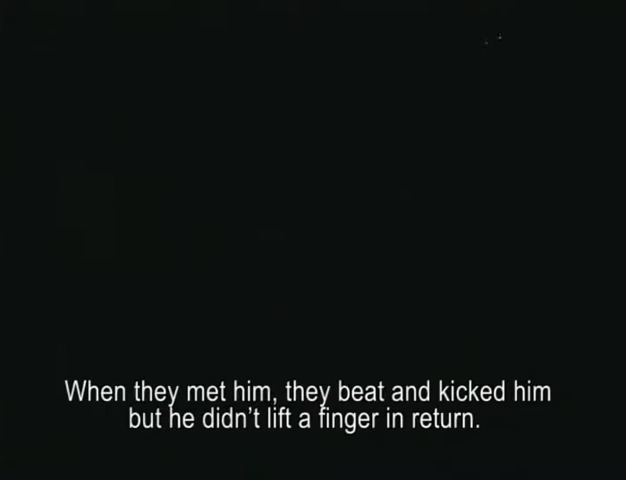 When they met him, they beat and kicked him
but he didn't lift a finger in return.